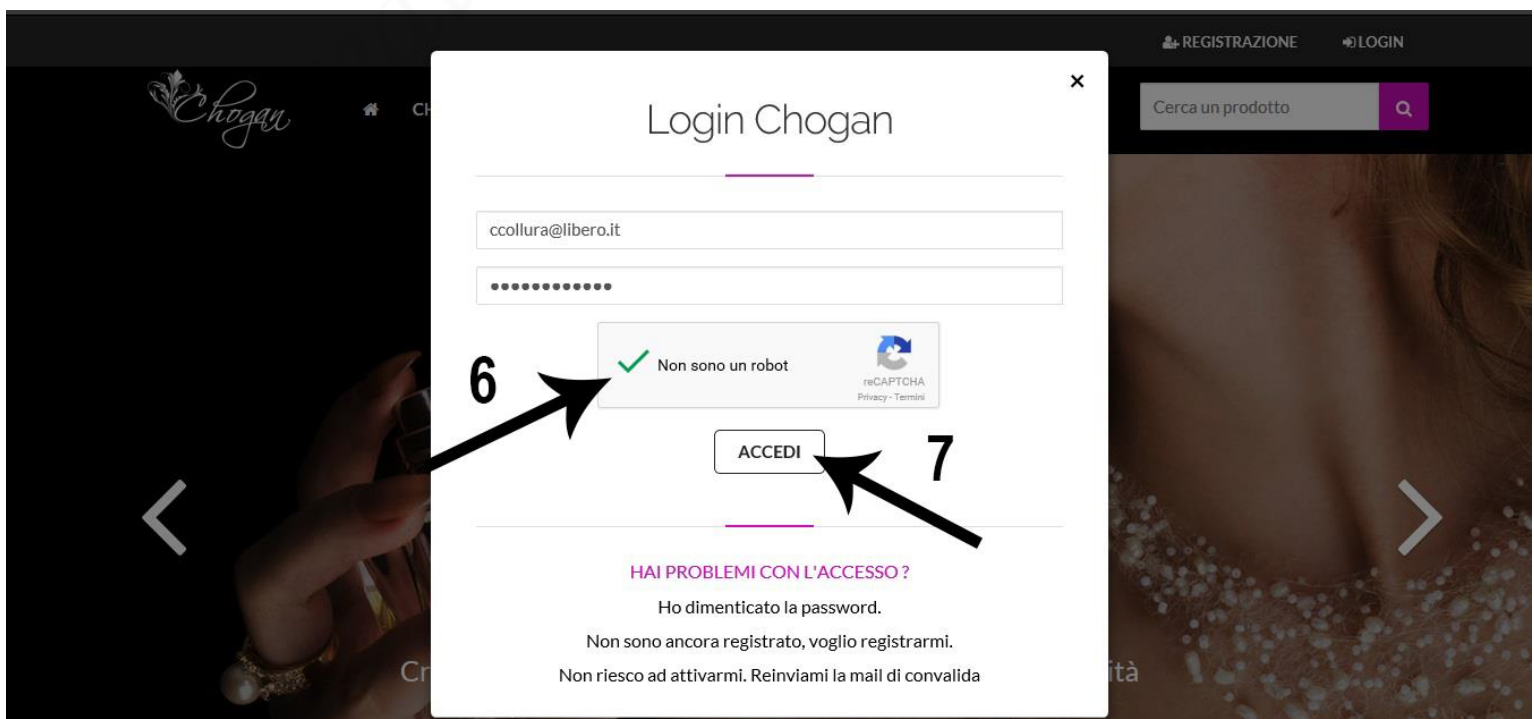 REGISTRAZIONE LOGIN
Chogan
CH
Cerca un prodotto
Login Chogan
ccollura@libero.it
6
Non sono un robot
reCAPTCHA
Privacy - Termini
ACCEDI
7
HAI PROBLEMI CON L'ACCESSO ?
Ho dimenticato la password.
Non sono ancora registrato, voglio registrarmi.
Cr
ità
Non riesco ad attivarmi. Reinviami la mail di convalida